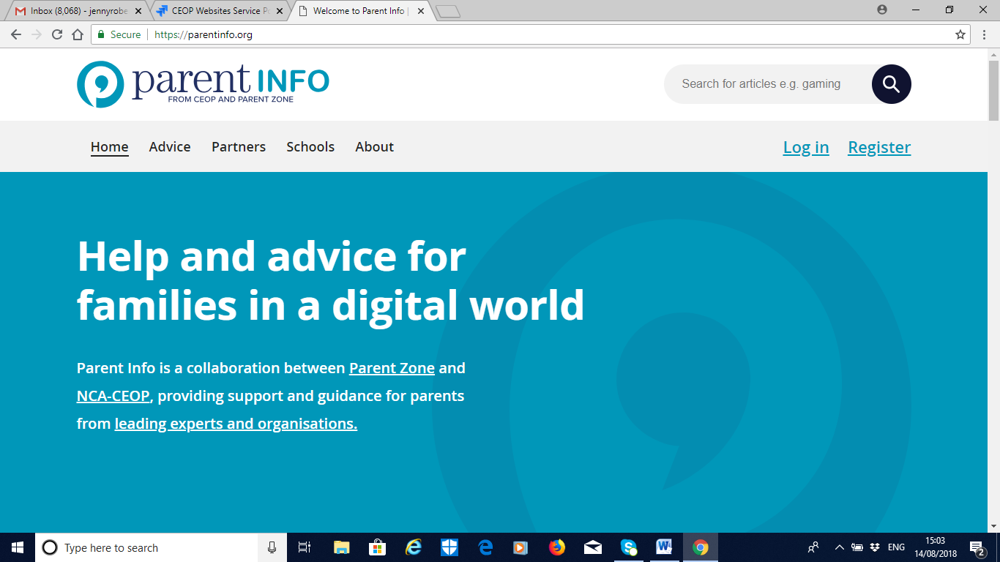 Inbox (8,068) - jennyrobe
CEOP Websites Service Po
Welcome to Parent Info |
Secure
https://parentinfo.org
parent INFO
FROM CEOP AND PARENT ZONE
Search for articles e.g. gaming
Home Advice Partners Schools About Log in Register
Help and advice for
families in a digital world
Parent Info is a collaboration between Parent Zone and
NCA-CEOP, providing support and guidance for parents
from leading experts and organisations.
Type here to search
ENG
15:03
14/08/2018
2